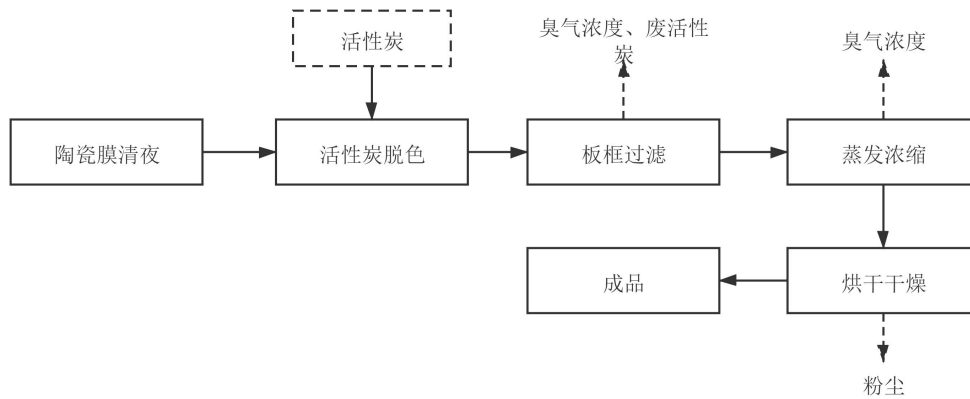 活性炭
臭气浓度、废活性
炭
臭气浓度
陶瓷膜清夜
活性炭脱色
板框过滤
蒸发浓缩
成品
烘干干燥
粉尘